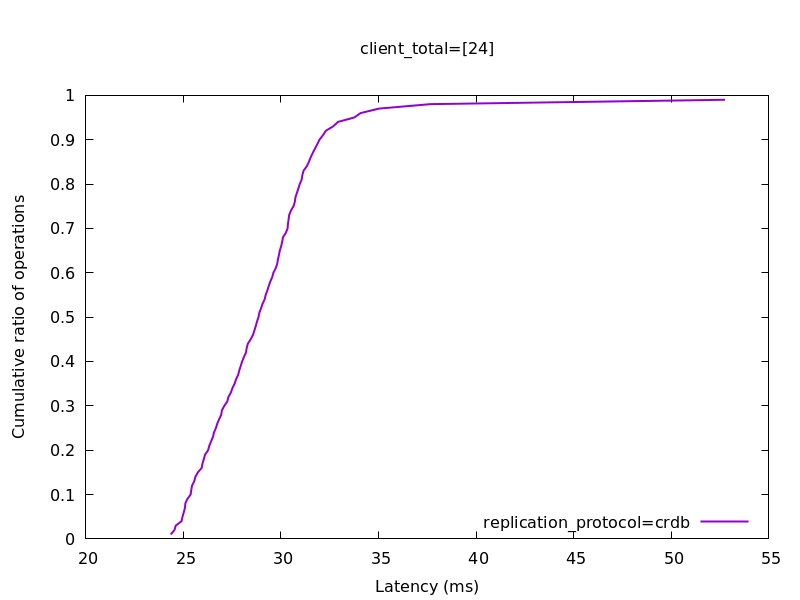 client_total=[24]
1
0.9
0.8
0.7
0.6
0.5
0.4
0.3
0.2
0.1
0
Cumulative ratio of operations
replication_protocol=crdb
20 25 30 35 40 45 50 55
Latency (ms)